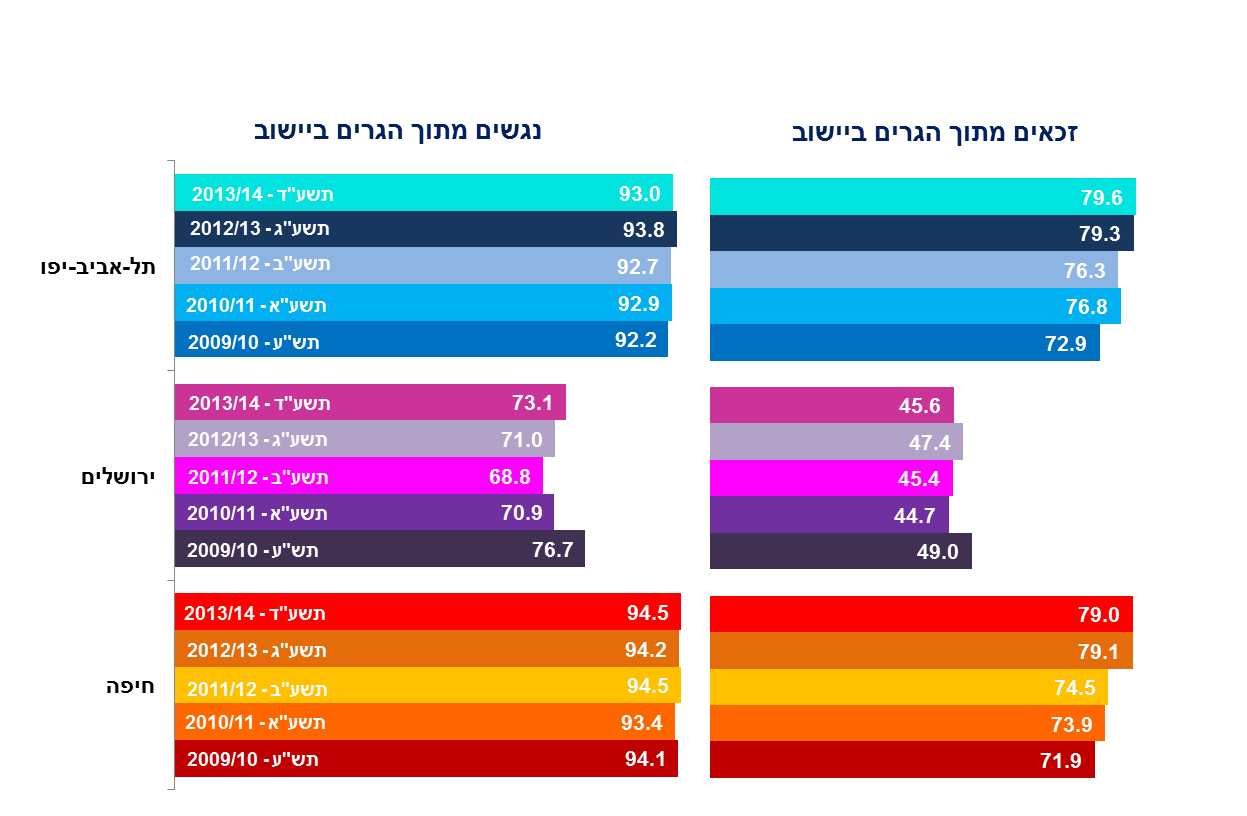 זכאים מתוך הגרים ביישוב
נגשים מתוך הגרים ביישוב
תל-אביב-יפו
תשע"ד - 2013/14 93.0 79.6
תשע"ג - 2012/13 93.8 79.3
תשע"ב - 2011/12 92.7 76.3
תשע"א - 2010/11 92.9 76.8
תש"ע - 2009/10 92.2 72.9
ירושלים
תשע"ד - 2013/14 73.1 45.6
תשע"ג - 2012/13 71.0 47.4
תשע"ב - 2011/12 68.8 45.4
תשע"א - 2010/11 70.9 44.7
תש"ע - 2009/10 76.7 49.0
חיפה
תשע"ד - 2013/14 94.5 79.0
תשע"ג - 2012/13 94.2 79.1
תשע"ב - 2011/12 94.5 74.5
תשע"א - 2010/11 93.4 73.9
תש"ע - 2009/10 94.1 71.9